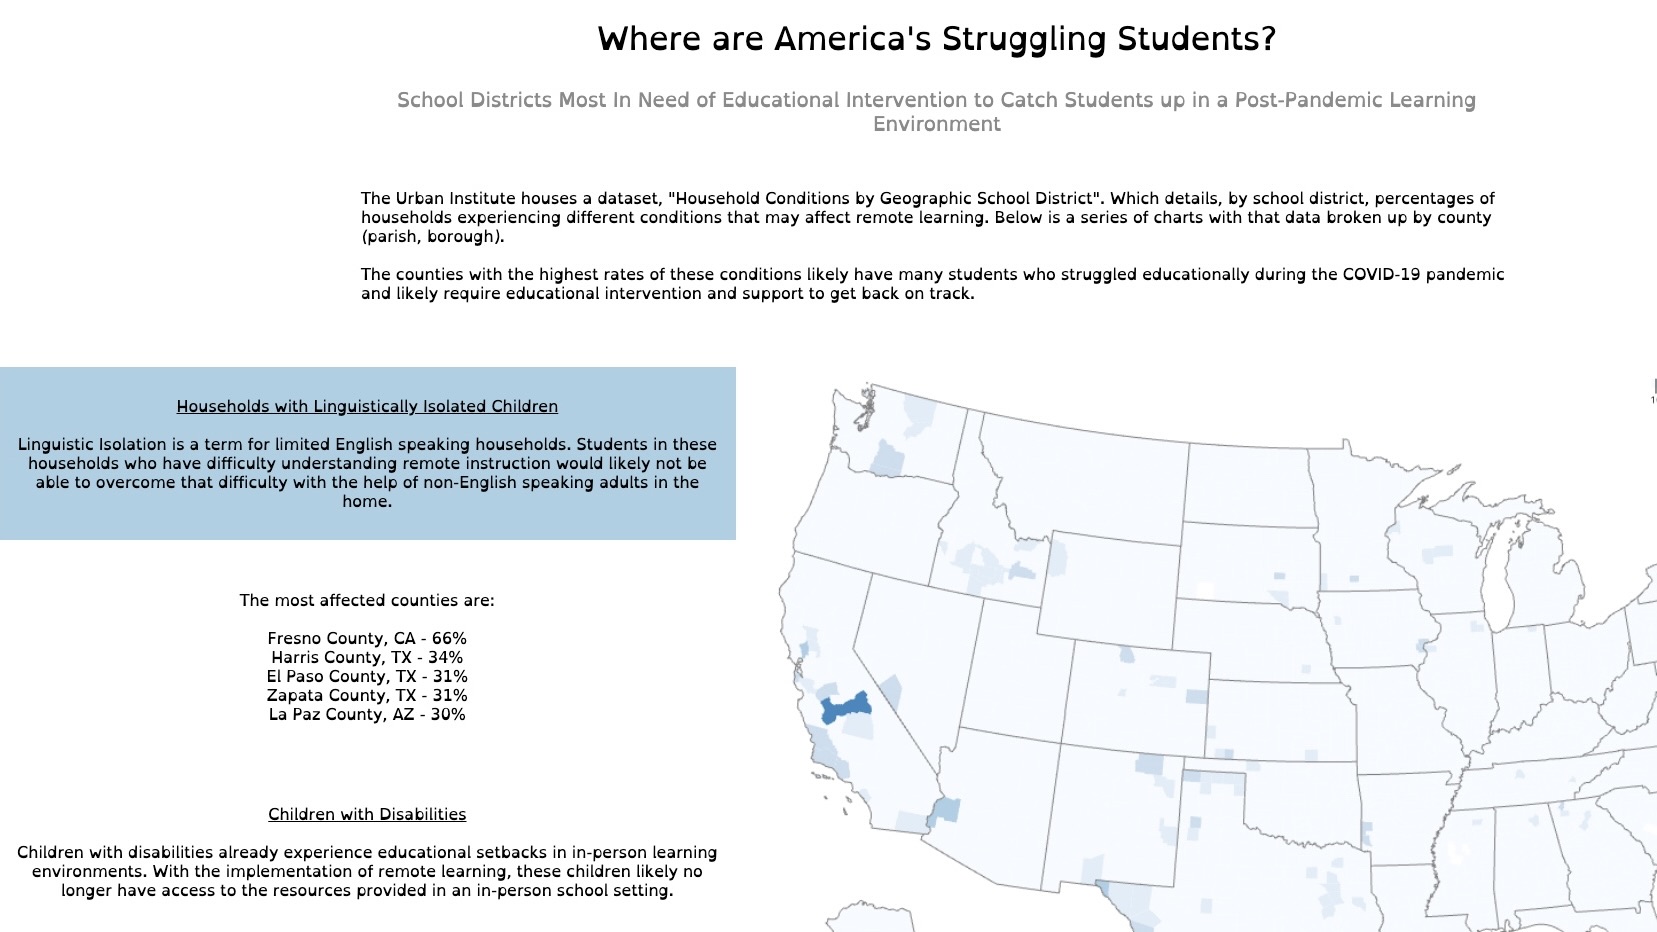 Where are America's Struggling Students?
School Districts Most In Need of Educational Intervention to Catch Students up in a Post-Pandemic Learning
Environment
The Urban Institute houses a dataset, "Household Conditions by Geographic School District". Which details, by school district, percentages of
households experiencing different conditions that may affect remote learning. Below is a series of charts with that data broken up by county
(parish, borough).
The counties with the highest rates of these conditions likely have many students who struggled educationally during the COVID-19 pandemic
and likely require educational intervention and support to get back on track.
Households with Linguistically Isolated Children
Linguistic Isolation is a term for limited English speaking households. Students in these
households who have difficulty understanding remote instruction would likely not be
able to overcome that difficulty with the help of non-English speaking adults in the
home.
The most affected counties are:
Fresno County, CA - 66%
Harris County, TX - 34%
El Paso County, TX - 31%
Zapata County, TX - 31%
La Paz County, AZ - 30%
Children with Disabilities
Children with disabilities already experience educational setbacks in in-person learning
environments. With the implementation of remote learning, these children likely no
longer have access to the resources provided in an in-person school setting.